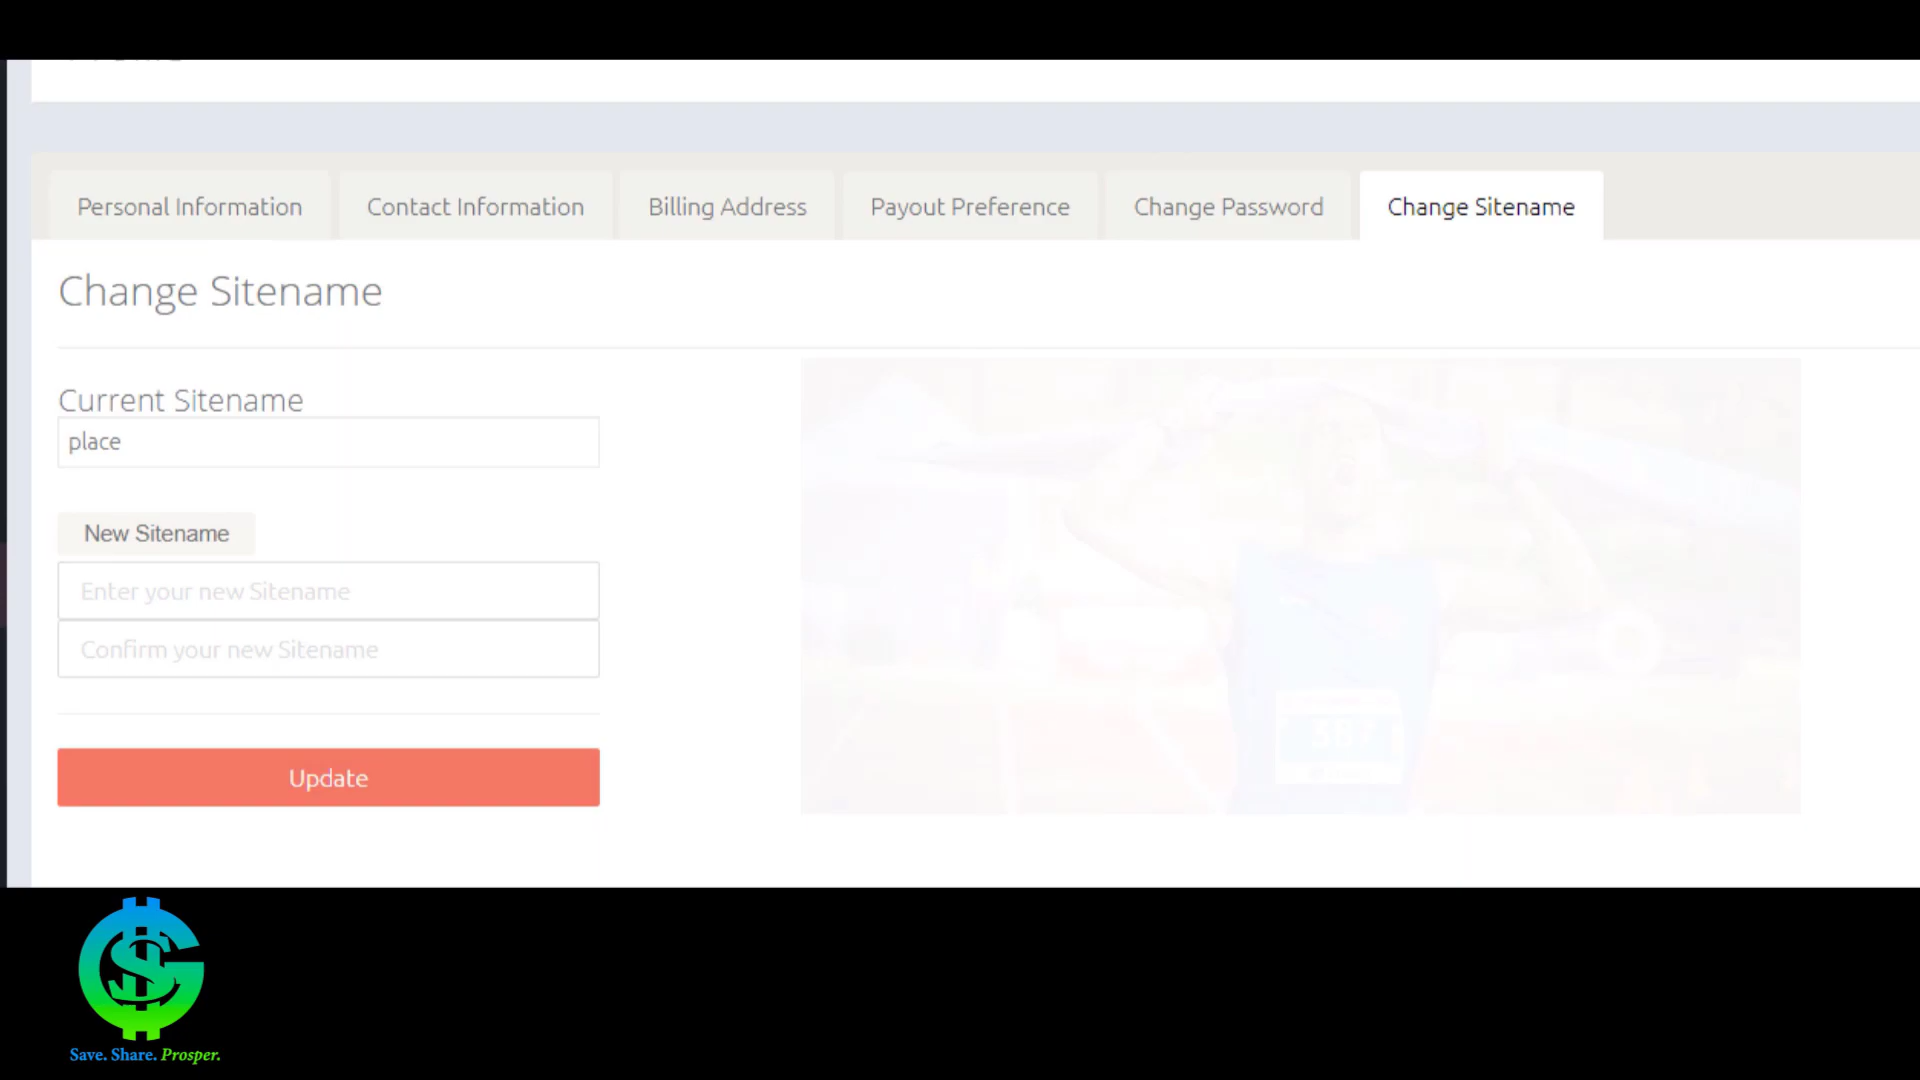 Personal Information Contact Information Billing Address Payout Preference Change Password Change Sitename
Change Sitename
Current Sitename
place
New Sitename
Enter your new Sitename
Confirm your new Sitename
Update
Save. Share. Prosper.